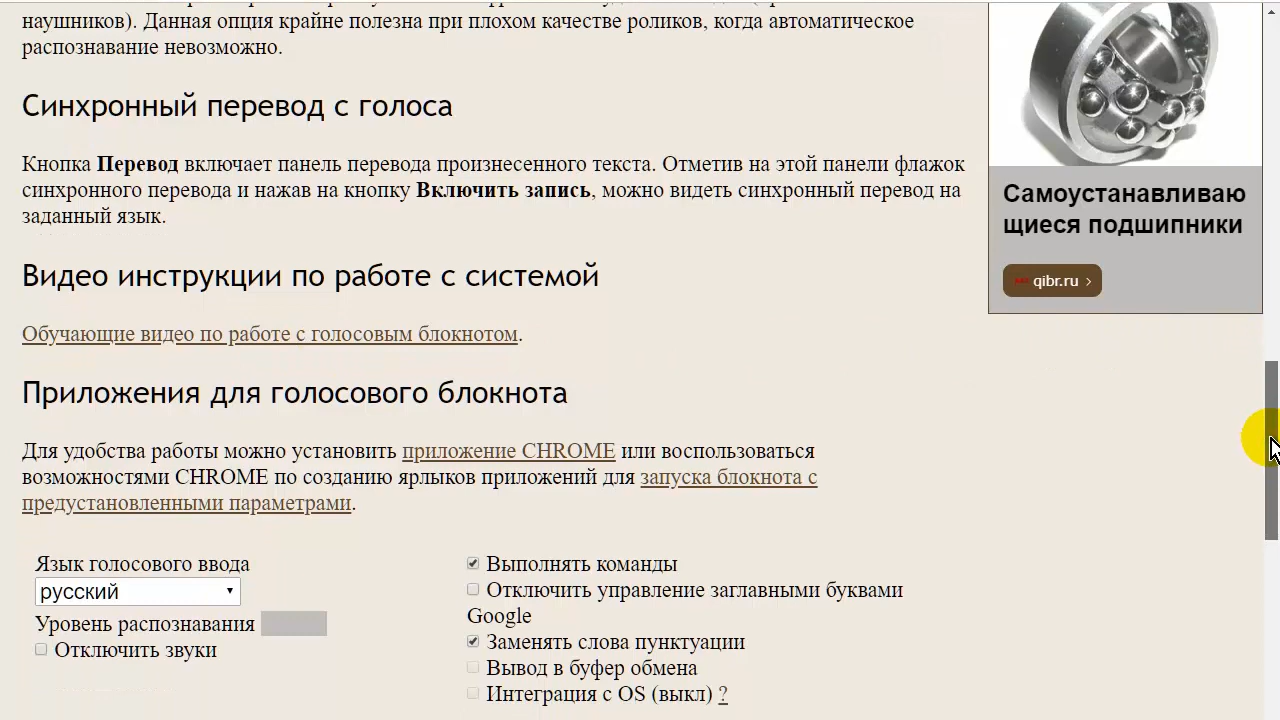 наушников). Данная опция крайне полезна при плохом качестве роликов, когда автоматическое
распознавание невозможно.
Синхронный перевод с голоса
Кнопка Перевод включает панель перевода произнесенного текста. Отметив на этой панели флажок
синхронного перевода и нажав на кнопку Включить запись, можно видеть синхронный перевод на
заданный язык.
Видео инструкции по работе с системой
Обучающие видео по работе с голосовым блокнотом.
Приложения для голосового блокнота
Для удобства работы можно установить приложение CHROME или воспользоваться
возможностями CHROME по созданию ярлыков приложений для запуска блокнота с
предустановленными параметрами.
Язык голосового ввода
русский
Уровень распознавания
Отключить звуки
Выполнять команды
Отключить управление заглавными буквами
Google
Заменять слова пунктуации
Вывод в буфер обмена
Интеграция с OS (выкл) ?
Самоустанавливаю
щиеся подшипники
qibr.ru